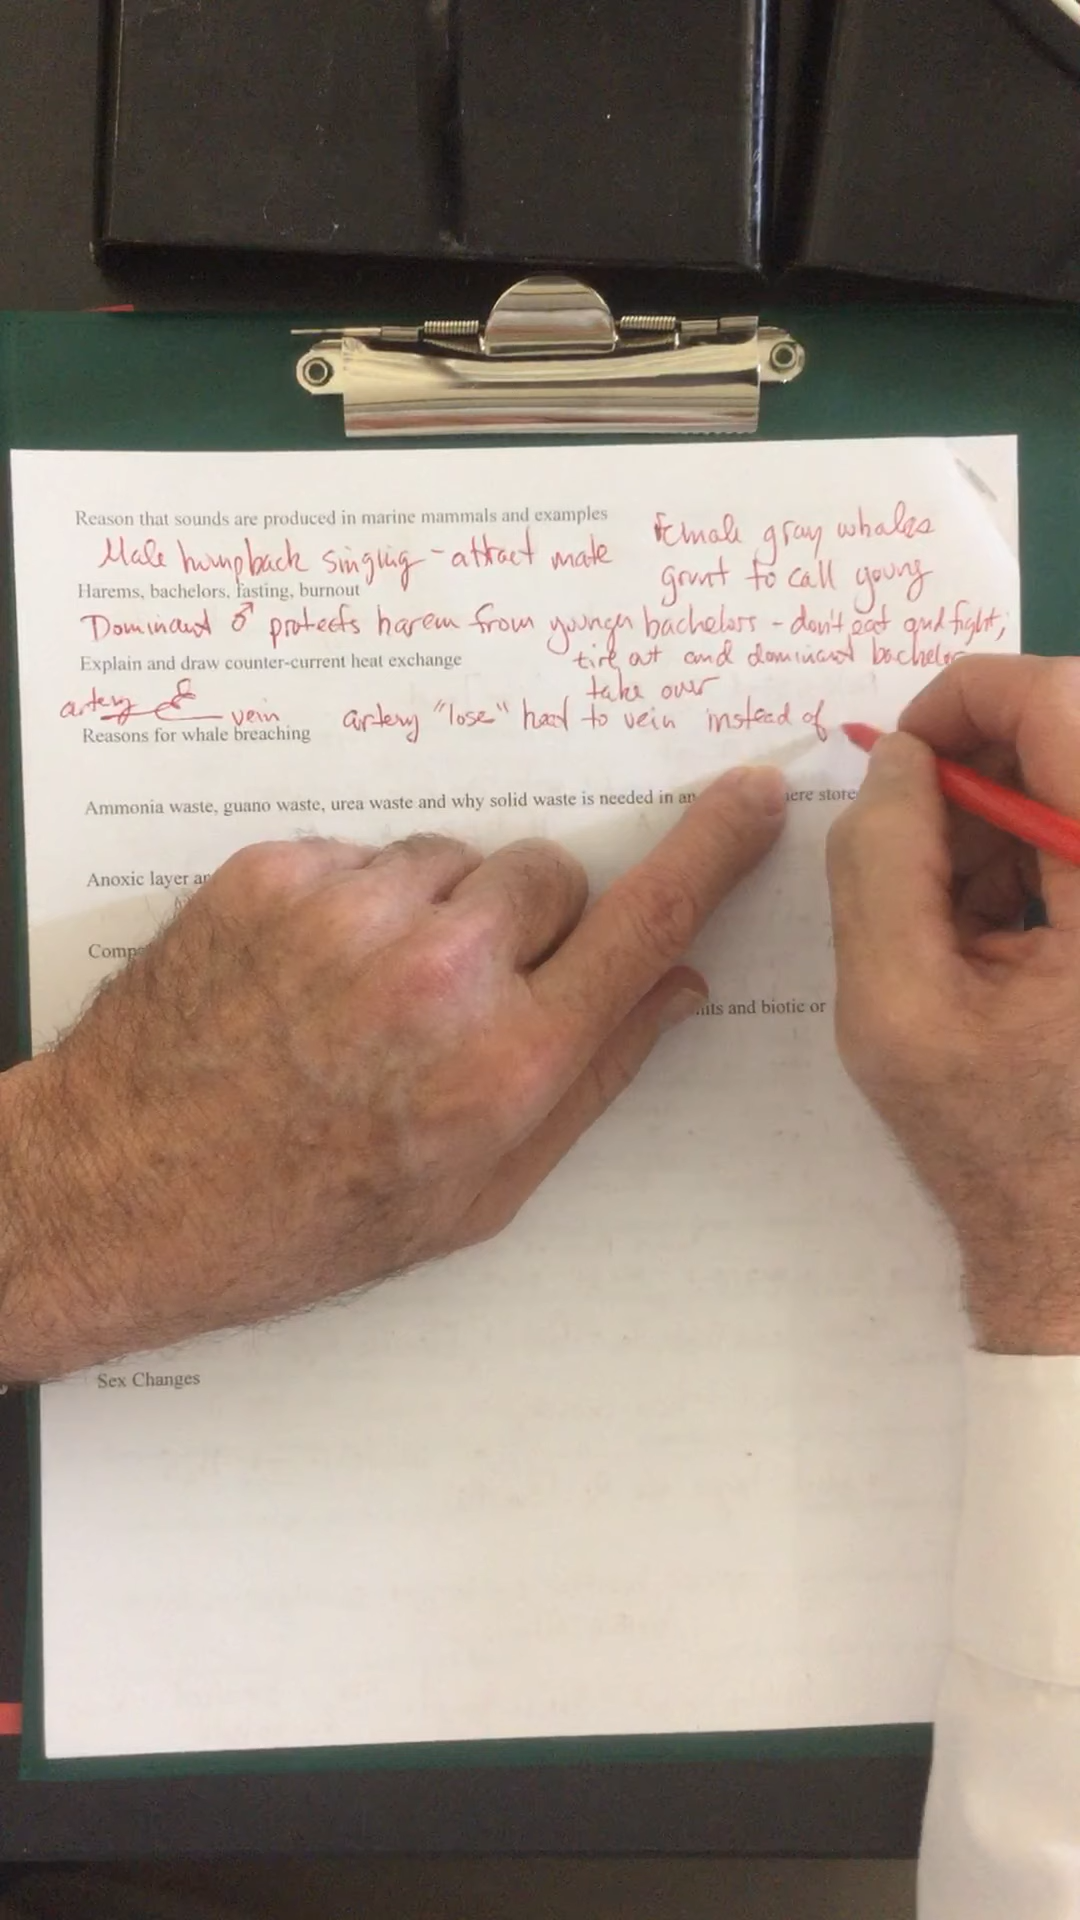 Reason that sounds are produced in marine mammals and examples
Male humpback singing - attract mate
Female gray whales
grunt to call young
Harems, bachelors, fasting, burnout
Dominant ♂ protects harem from younger bachelors - don't eat and fight;
tire out and dominant bachelor
take over
Explain and draw counter-current heat exchange
artery
vein
artery "lose" heat to vein instead of
Reasons for whale breaching
Ammonia waste, guano waste, urea waste and why solid waste is needed in an
store
Anoxic layer
and biotic or
Sex Changes